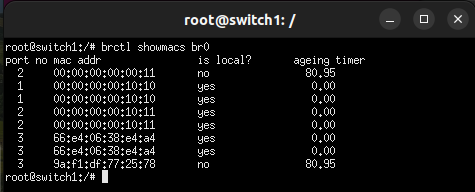 root@switch1: /
root@switch1:/# brctl showmacs br0
port no mac addr is local? ageing timer
2 00:00:00:00:00:11 no 80.95
1 00:00:00:00:10:10 yes 0.00
1 00:00:00:00:10:10 yes 0.00
2 00:00:00:00:10:11 yes 0.00
2 00:00:00:00:10:11 yes 0.00
3 66:e4:06:38:e4:a4 yes 0.00
3 66:e4:06:38:e4:a4 yes 0.00
3 9a:f1:df:77:25:78 no 80.95
root@switch1:/#